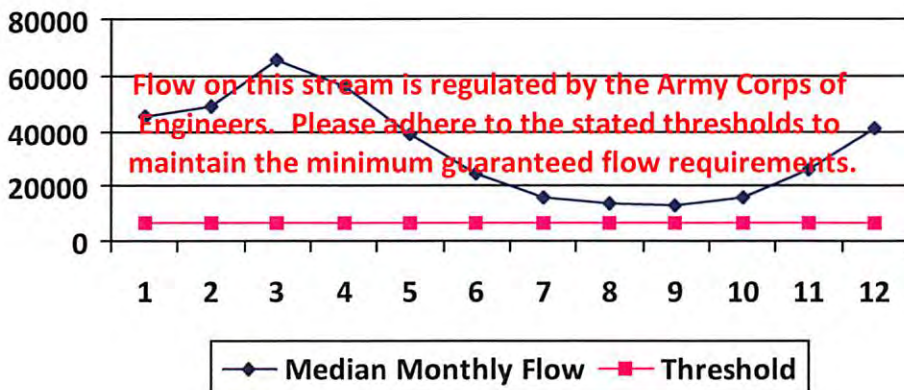 80000
60000
40000
20000
0
Flow on this stream is regulated by the Army Corps of
Engineers. Please adhere to the stated thresholds to
maintain the minimum guaranteed flow requirements.
1 2 3 4 5 6 7 8 9 10 11 12
Median Monthly Flow Threshold